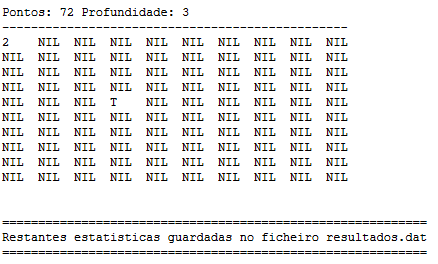 Pontos: 72 Profundidade: 3
------------------------------------------------
2    NIL  NIL  NIL  NIL  NIL  NIL  NIL  NIL  NIL
NIL  NIL  NIL  NIL  NIL  NIL  NIL  NIL  NIL  NIL
NIL  NIL  NIL  NIL  NIL  NIL  NIL  NIL  NIL  NIL
NIL  NIL  NIL  NIL  NIL  NIL  NIL  NIL  NIL  NIL
NIL  NIL  NIL  T    NIL  NIL  NIL  NIL  NIL  NIL
NIL  NIL  NIL  NIL  NIL  NIL  NIL  NIL  NIL  NIL
NIL  NIL  NIL  NIL  NIL  NIL  NIL  NIL  NIL  NIL
NIL  NIL  NIL  NIL  NIL  NIL  NIL  NIL  NIL  NIL
NIL  NIL  NIL  NIL  NIL  NIL  NIL  NIL  NIL  NIL
NIL  NIL  NIL  NIL  NIL  NIL  NIL  NIL  NIL  NIL
===========================================================
Restantes estatisticas guardadas no ficheiro resultados.dat
===========================================================